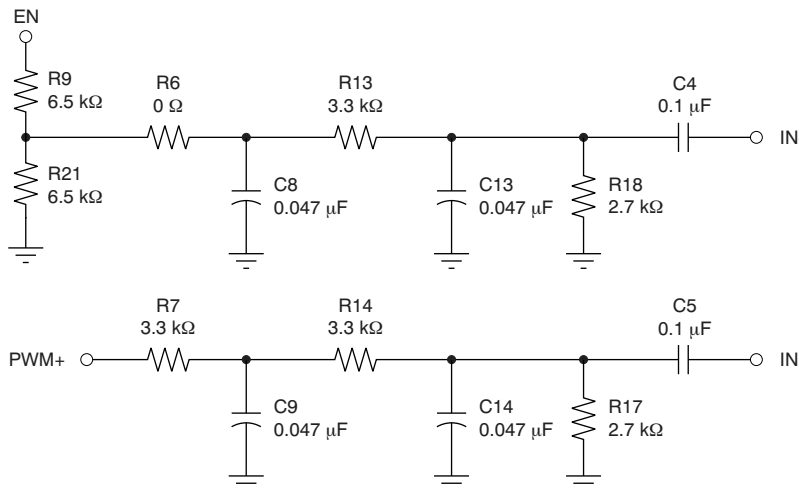 EN
R9
6.5 kΩ
R6
0 Ω
R13
3.3 kΩ
C4
0.1 μF
IN
R21
6.5 kΩ
C8
0.047 μF
C13
0.047 μF
R18
2.7 kΩ
R7
3.3 kΩ
R14
3.3 kΩ
C5
0.1 μF
PWM+
IN
C9
0.047 μF
C14
0.047 μF
R17
2.7 kΩ